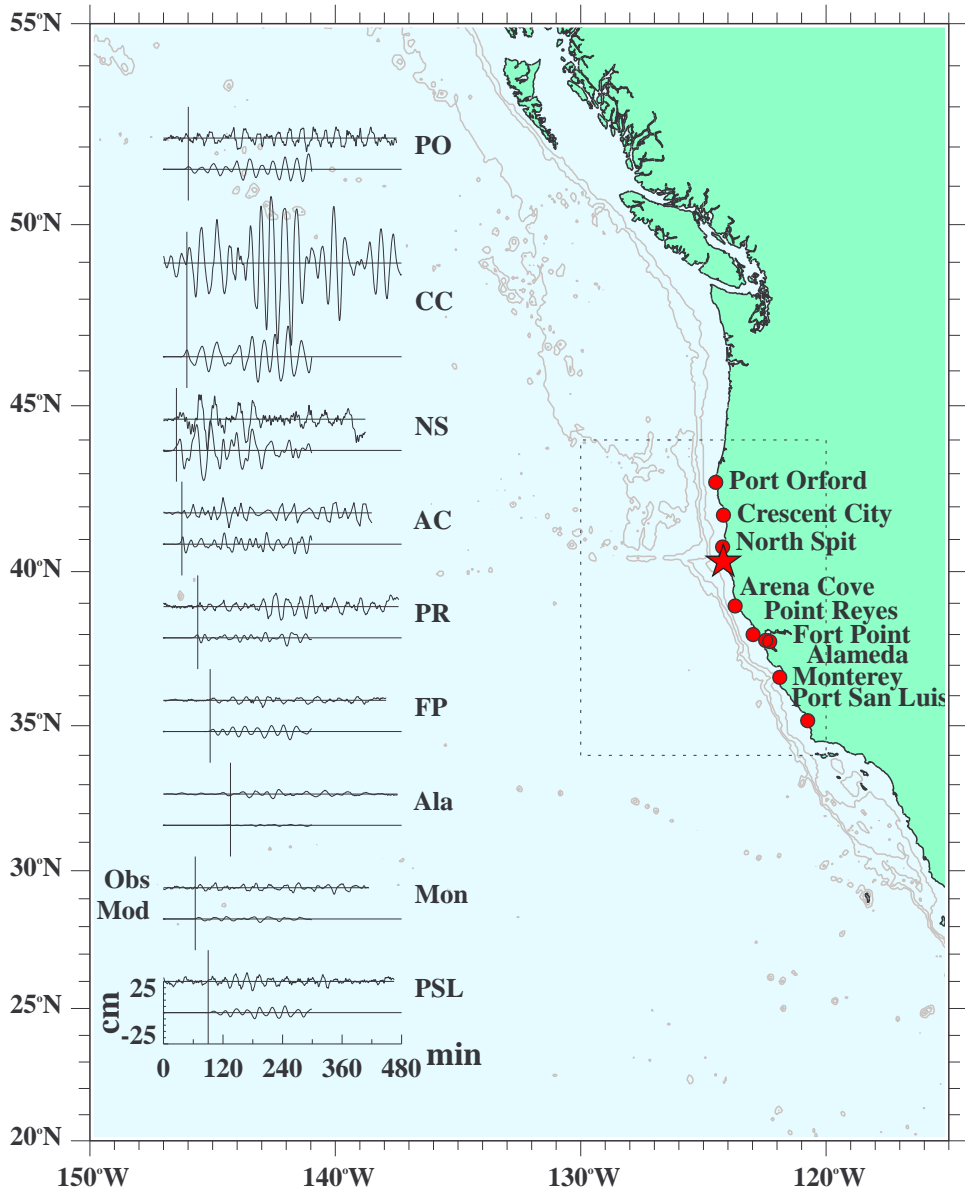 55°N
50°N
45°N
40°N
35°N
30°N
25°N
20°N
150°W
140°W
130°W
120°W
PO
CC
NS
AC
PR
FP
Ala
Obs
Mod
Mon
PSL
25
-25
cm
0
120
240
360
480
min
Port Orford
Crescent City
North Spit
Arena Cove
Point Reyes
Fort Point
Alameda
Monterey
Port San Luis